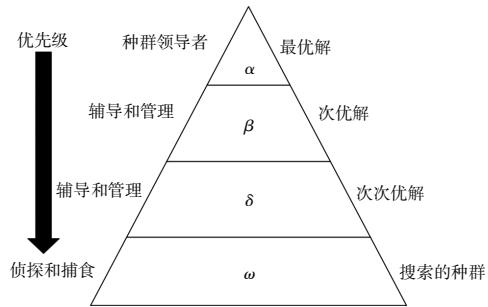 优先级
种群领导者
最优解
α
辅导和管理
次优解
β
辅导和管理
次次优解
δ
侦探和捕食
搜索的种群
ω